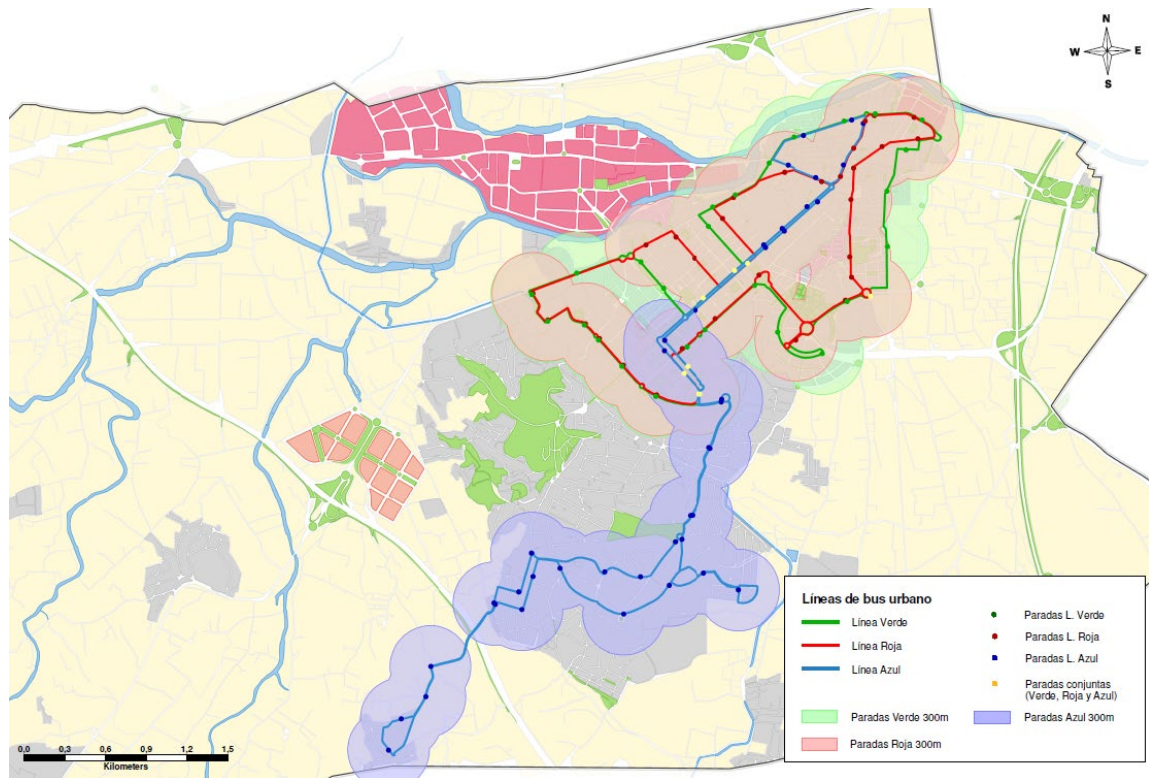 N
W E
S
Líneas de bus urbano
Línea Verde
Línea Roja
Línea Azul
Paradas L. Verde
Paradas L. Roja
Paradas L. Azul
Paradas conjuntas
(Verde, Roja y Azul)
Paradas Verde 300m
Paradas Azul 300m
Paradas Roja 300m
0,0 0,3 0,6 0,9 1,2 1,5
Kilometers